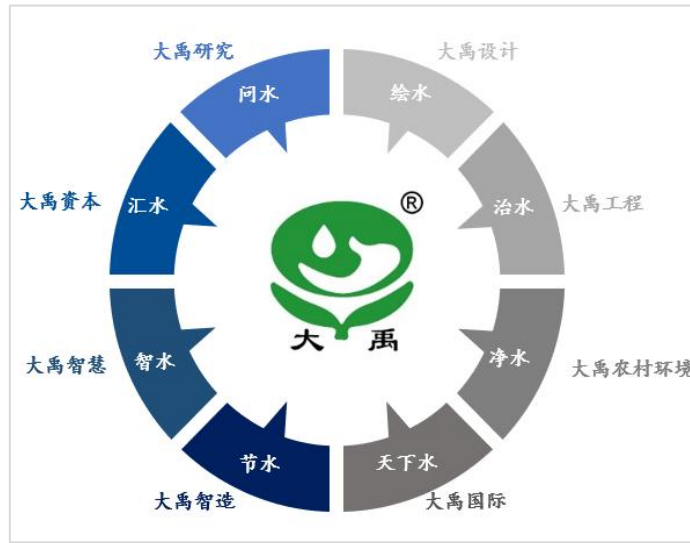 大禹研究
问水
大禹设计
绘水
大禹资本
汇水
®
治水
大禹工程
大禹
大禹智慧
智水
净水
大禹农村环境
节水
大禹智造
天下水
大禹国际